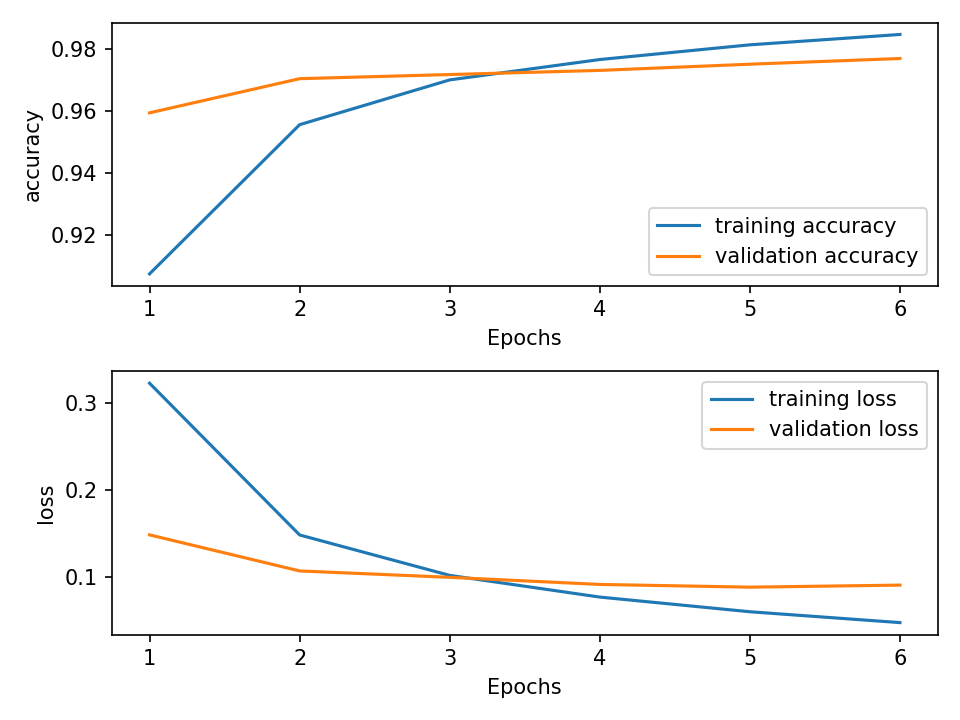 0.98
0.96
0.94
0.92
accuracy
training accuracy
validation accuracy
1 2 3 4 5 6
Epochs
0.3
0.2
0.1
loss
training loss
validation loss
1 2 3 4 5 6
Epochs